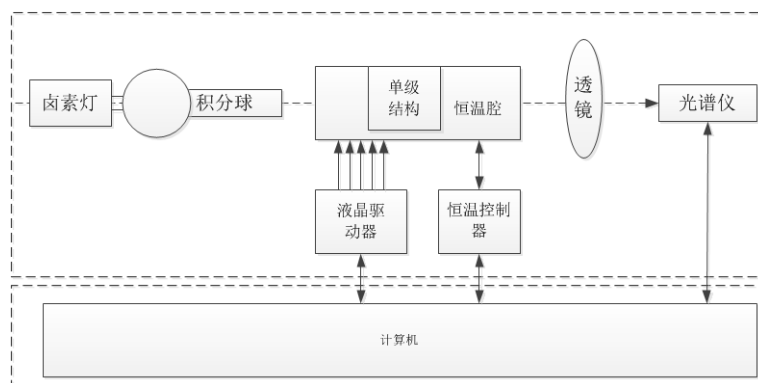 卤素灯
积分球
单级
结构
恒温腔
透
镜
光谱仪
液晶驱
动器
恒温控制
器
计算机